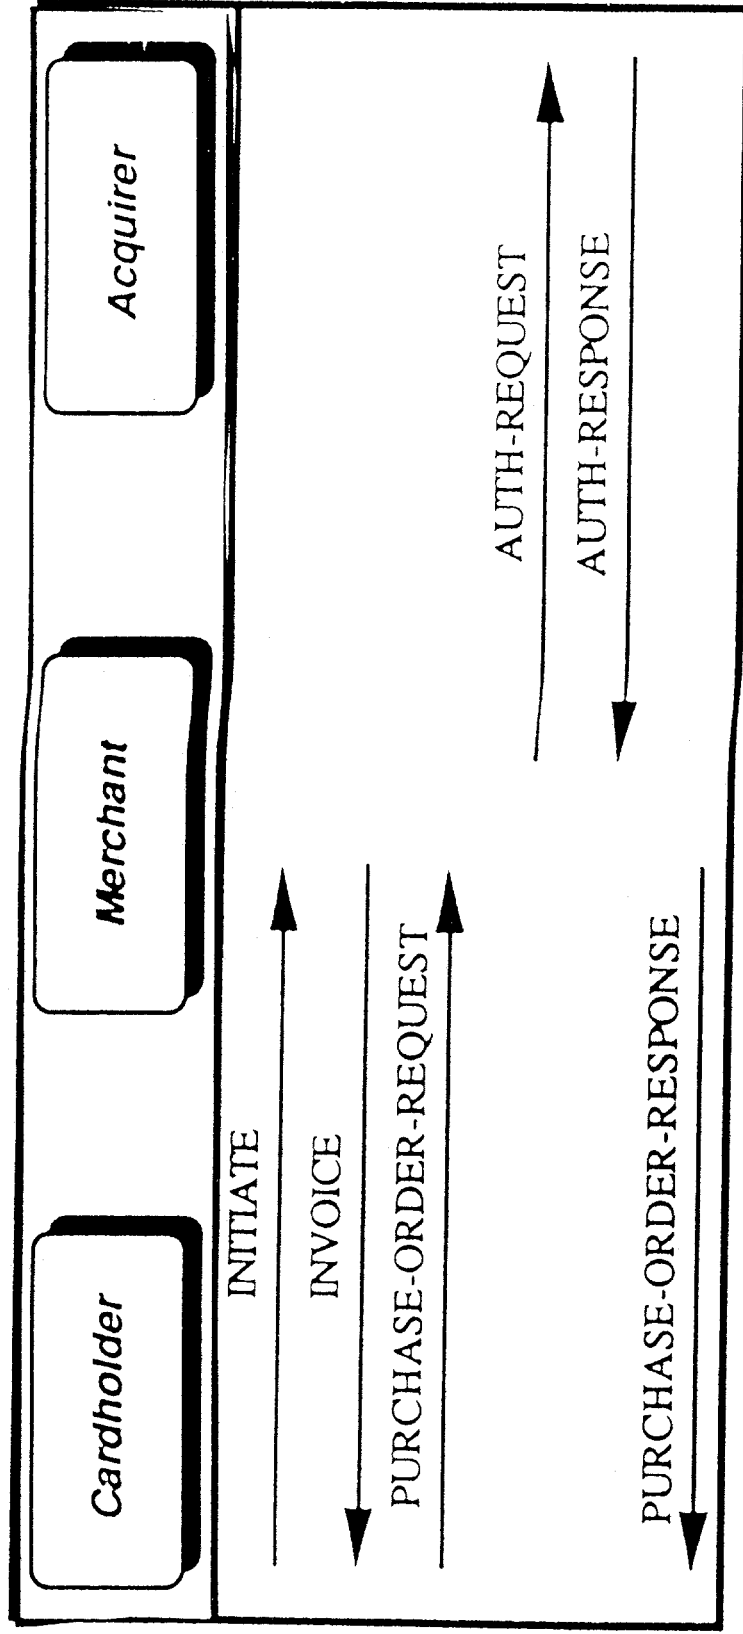 Cardholder
Merchant
Acquirer
INITIATE
INVOICE
PURCHASE-ORDER-REQUEST
AUTH-REQUEST
AUTH-RESPONSE
PURCHASE-ORDER-RESPONSE